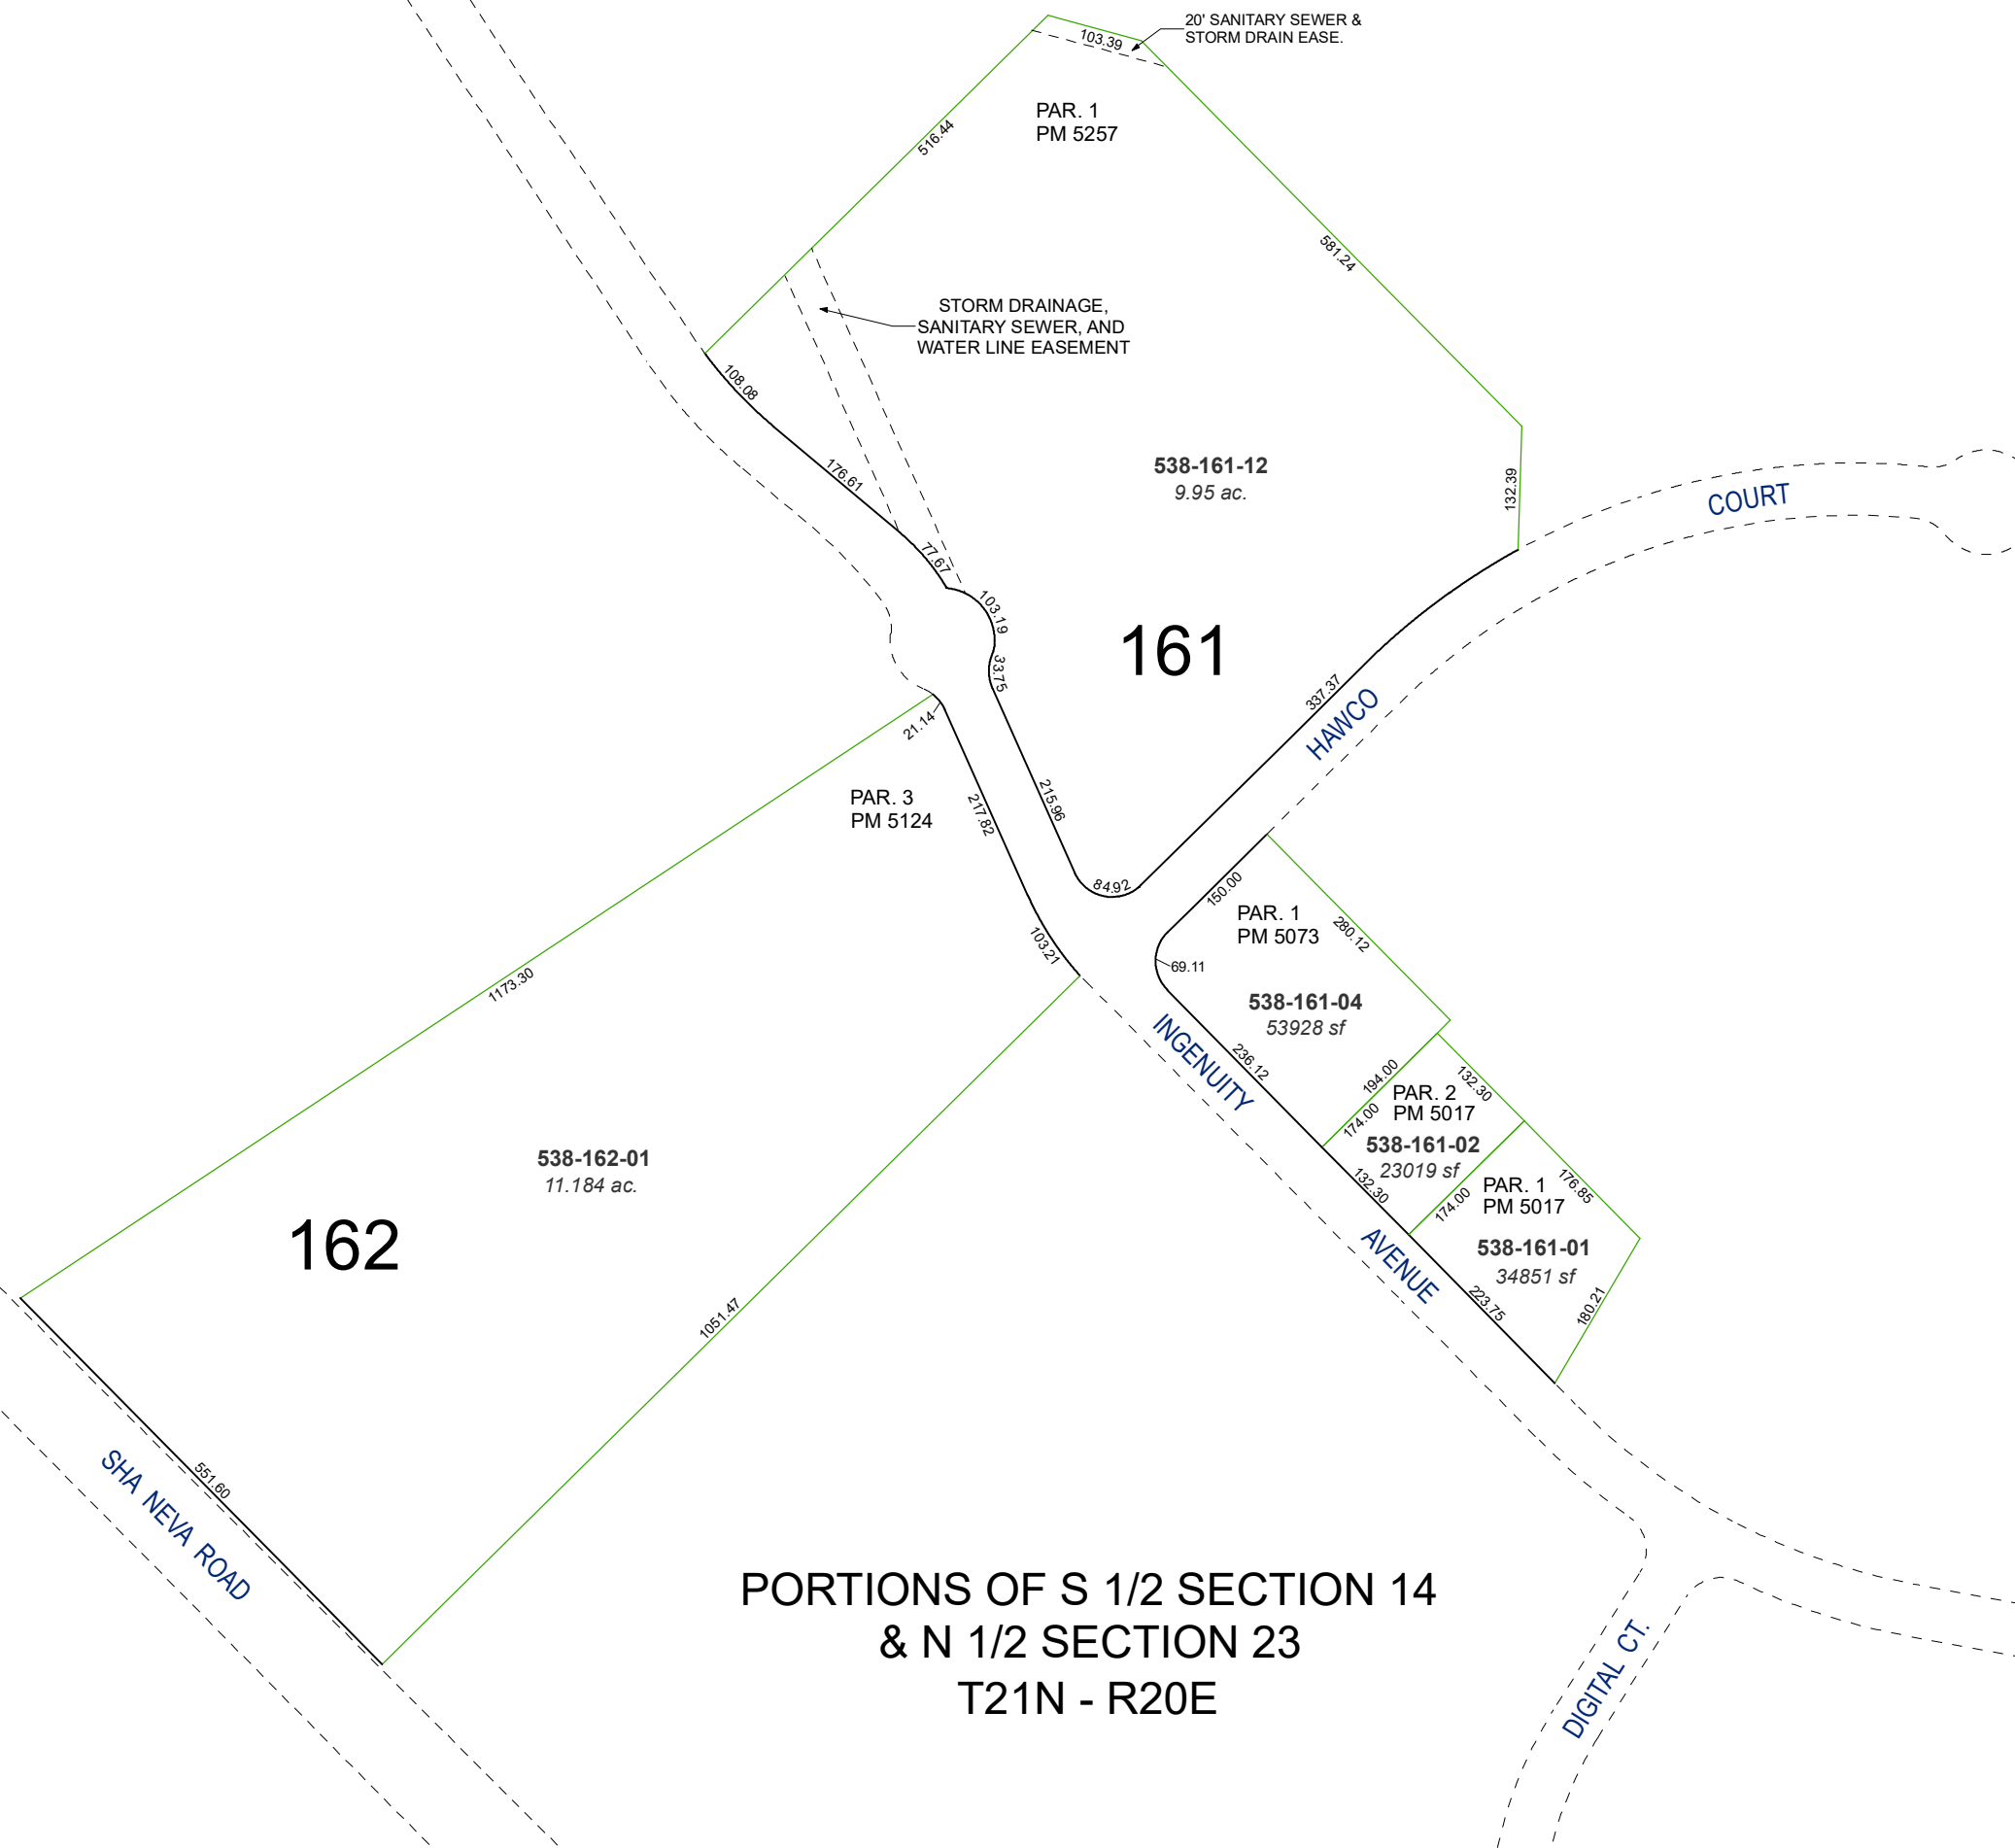 20' SANITARY SEWER &
STORM DRAIN EASE.
103.39
PAR. 1
PM 5257
516.44
581.24
STORM DRAINAGE,
SANITARY SEWER, AND
WATER LINE EASEMENT
108.08
176.61
77.67
538-161-12
9.95 ac.
132.39
COURT
103.19
33.75
161
337.37
HAWCO
21.14
215.96
217.82
PAR. 3
PM 5124
84.92
103.21
150.00
PAR. 1
PM 5073
280.12
69.11
538-161-04
53928 sf
1173.30
INGENUITY
236.12
194.00
174.00
132.30
PAR. 2
PM 5017
538-161-02
23019 sf
132.30
174.00
PAR. 1
PM 5017
176.85
538-161-01
34851 sf
AVENUE
223.75
180.21
538-162-01
11.184 ac.
162
1051.47
551.60
SHA NEVA ROAD
PORTIONS OF S 1/2 SECTION 14
& N 1/2 SECTION 23
T21N - R20E
DIGITAL CT.